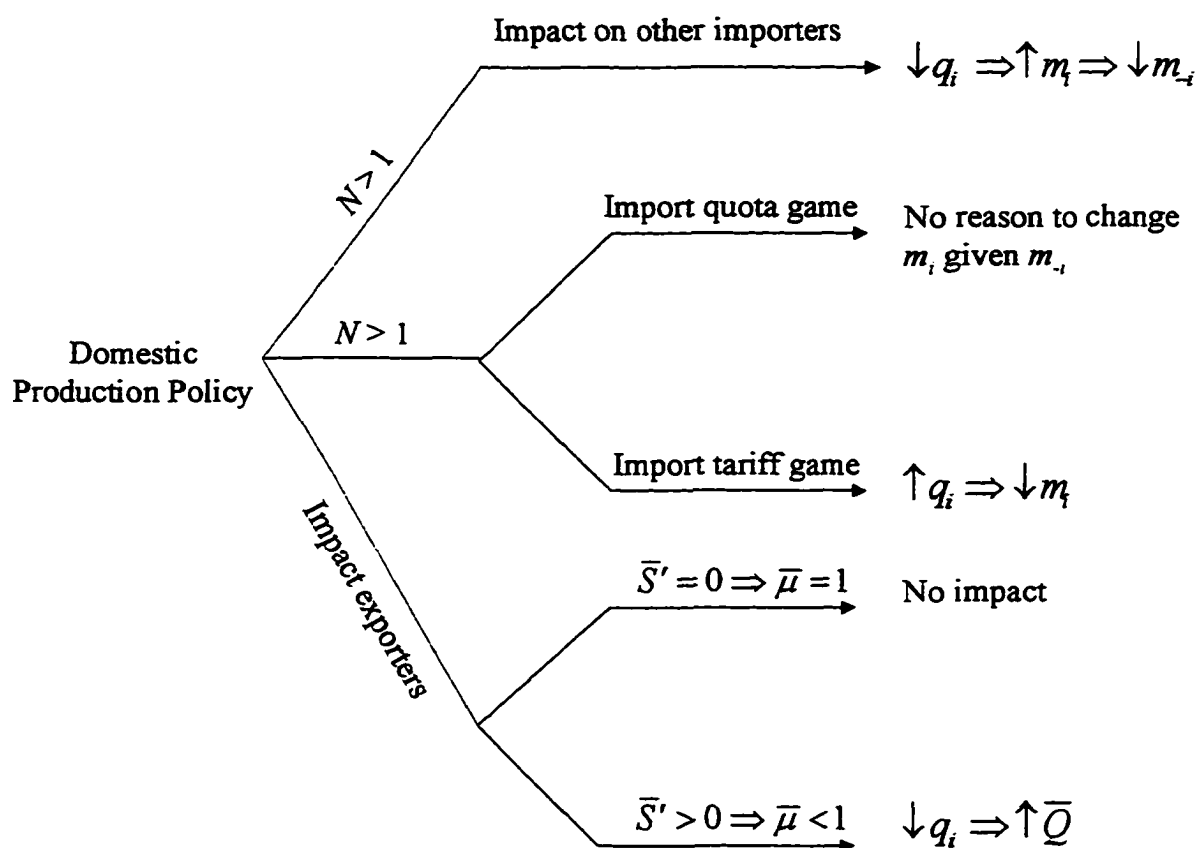 Impact on other importers
↓q_i ⇒ ↑m_i ⇒ ↓m_{-i}
N > 1
Import quota game
No reason to change
m_i given m_{-i}
N > 1
Domestic
Production Policy
Import tariff game
↑q_i ⇒ ↓m_i
Impact exporters
S̅′ = 0 ⇒ μ̅ = 1
No impact
S̅′ > 0 ⇒ μ̅ < 1
↓q_i ⇒ ↑Q̅